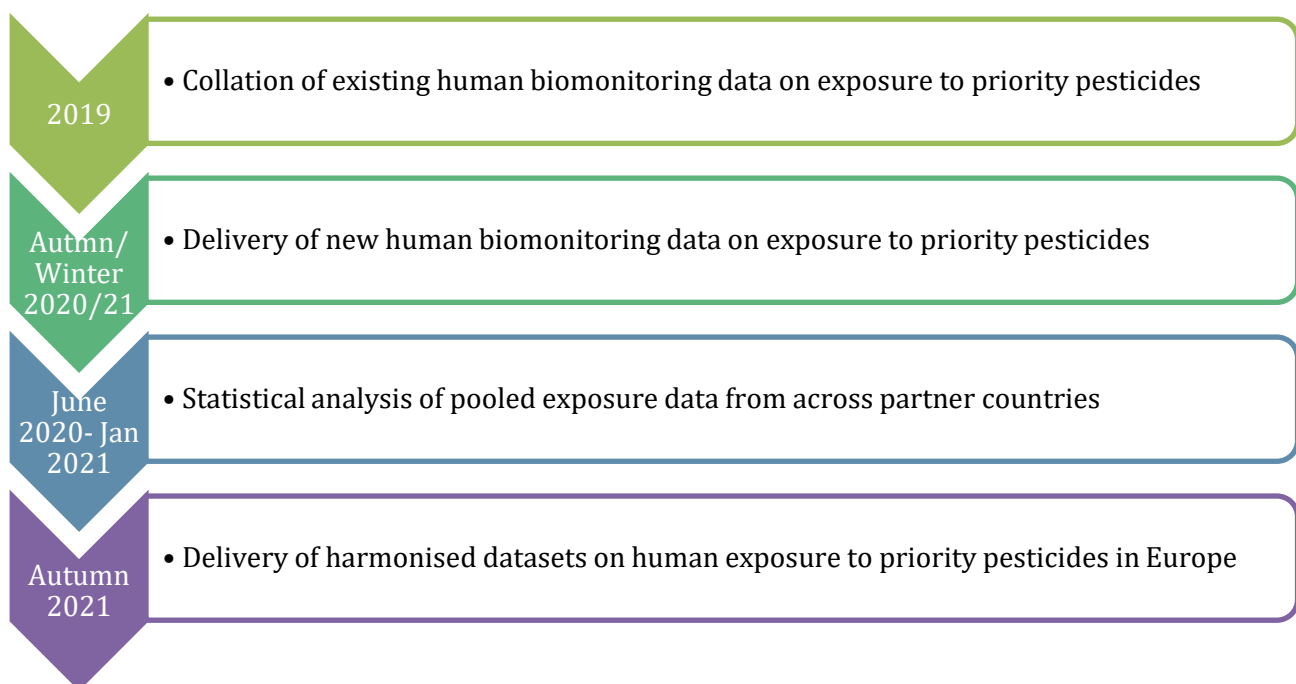 2019
• Collation of existing human biomonitoring data on exposure to priority pesticides
Autmn/
Winter
2020/21
• Delivery of new human biomonitoring data on exposure to priority pesticides
June
2020- Jan
2021
• Statistical analysis of pooled exposure data from across partner countries
Autumn
2021
• Delivery of harmonised datasets on human exposure to priority pesticides in Europe